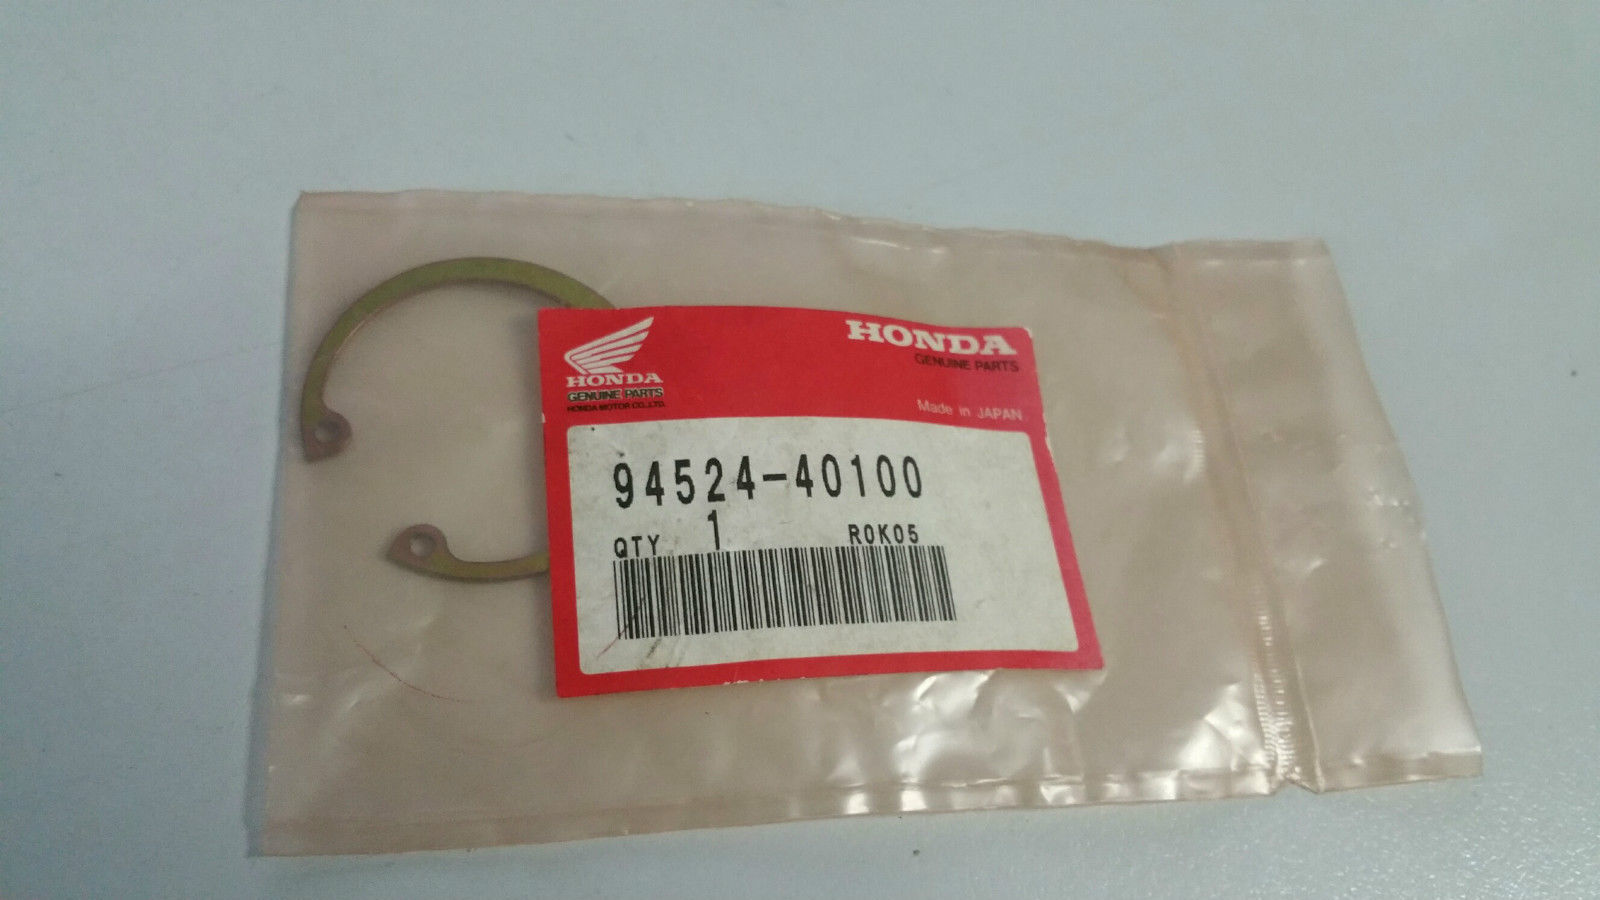 HONDA
GENUINE PARTS
HONDA MOTOR CO.,LTD.
HONDA
GENUINE PARTS
Made in JAPAN
94524-40100
QTY 1 R0K05